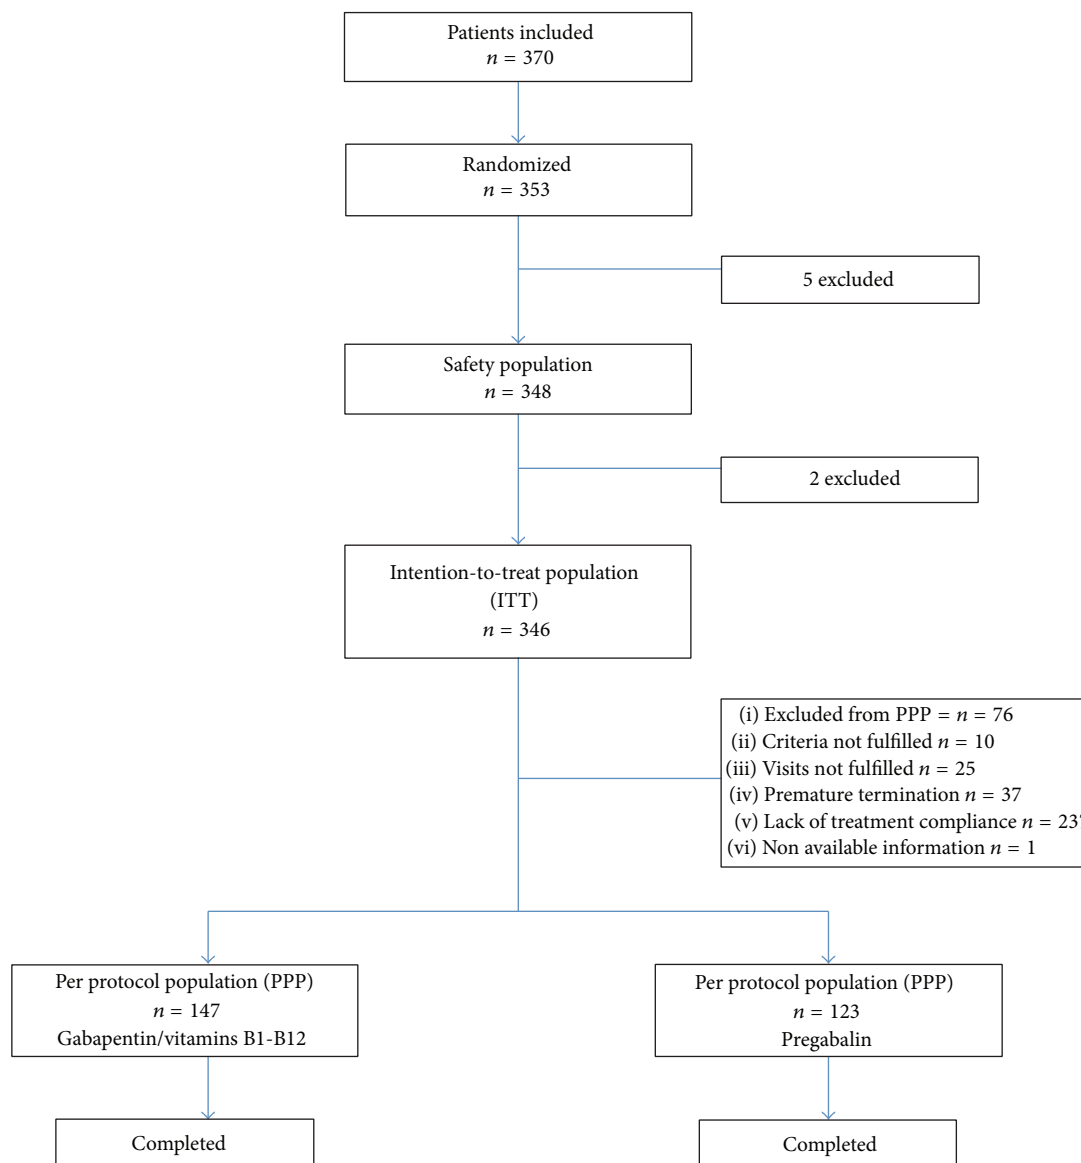 Patients included
n = 370
Randomized
n = 353
5 excluded
Safety population
n = 348
2 excluded
Intention-to-treat population
(ITT)
n = 346
(i) Excluded from PPP = n = 76
(ii) Criteria not fulfilled n = 10
(iii) Visits not fulfilled n = 25
(iv) Premature termination n = 37
(v) Lack of treatment compliance n = 237
(vi) Non available information n = 1
Per protocol population (PPP)
n = 147
Gabapentin/vitamins B1-B12
Per protocol population (PPP)
n = 123
Pregabalin
Completed
Completed